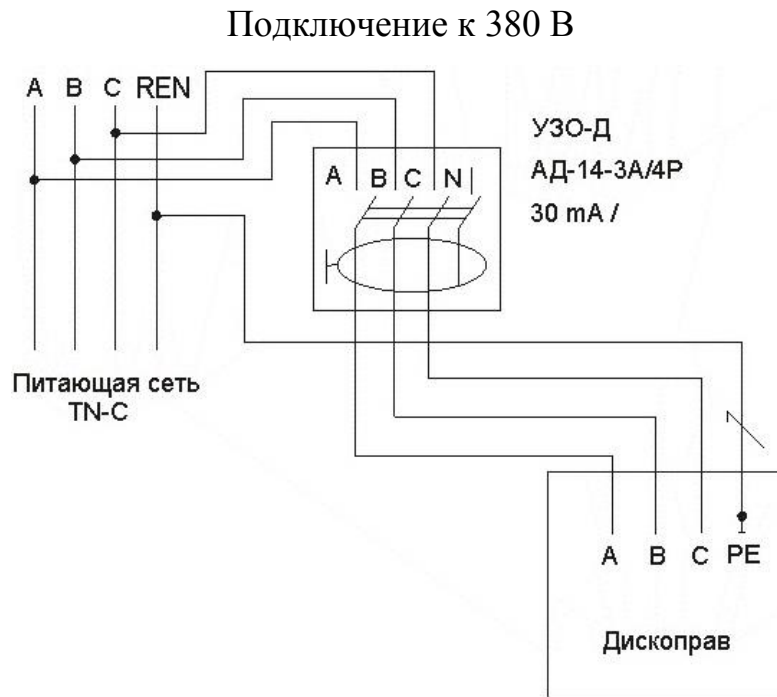 Подключение к 380 В
A B C REN
УЗО-Д
АД-14-3А/4Р
30 mA /
A B C N
Питающая сеть
TN-C
A B C PE
Дископрав